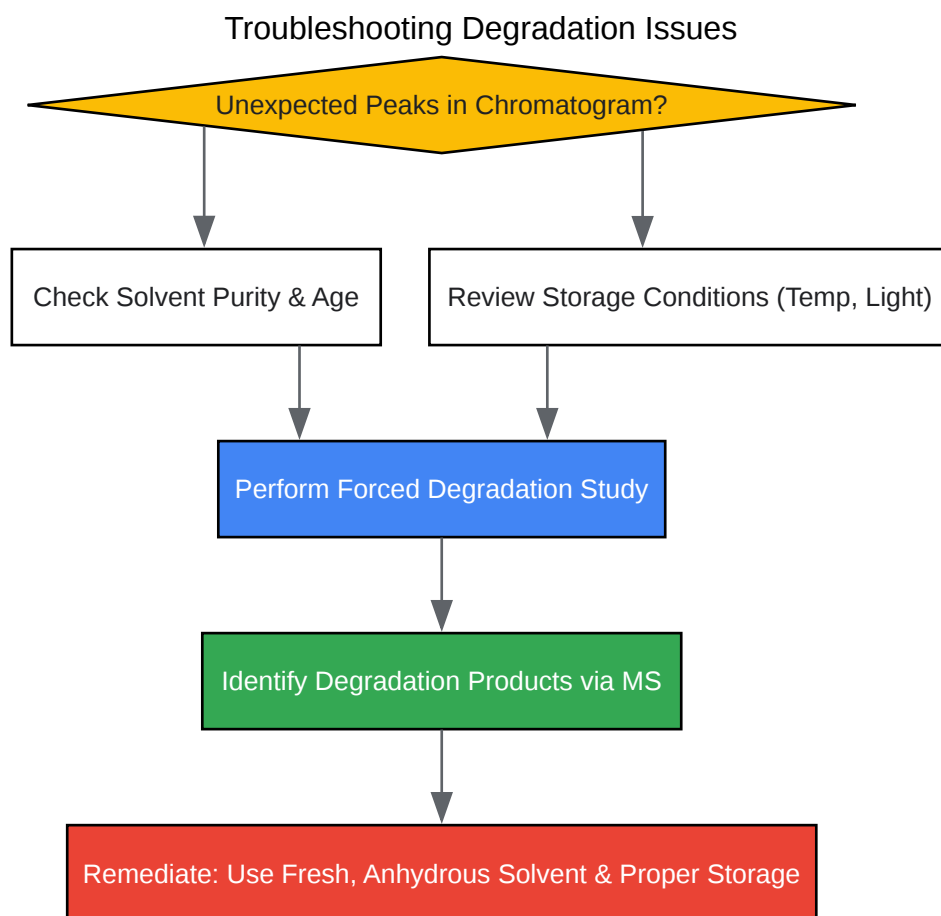 Troubleshooting Degradation Issues
Unexpected Peaks in Chromatogram?
Check Solvent Purity & Age
Review Storage Conditions (Temp, Light)
Perform Forced Degradation Study
Identify Degradation Products via MS
Remediate: Use Fresh, Anhydrous Solvent & Proper Storage